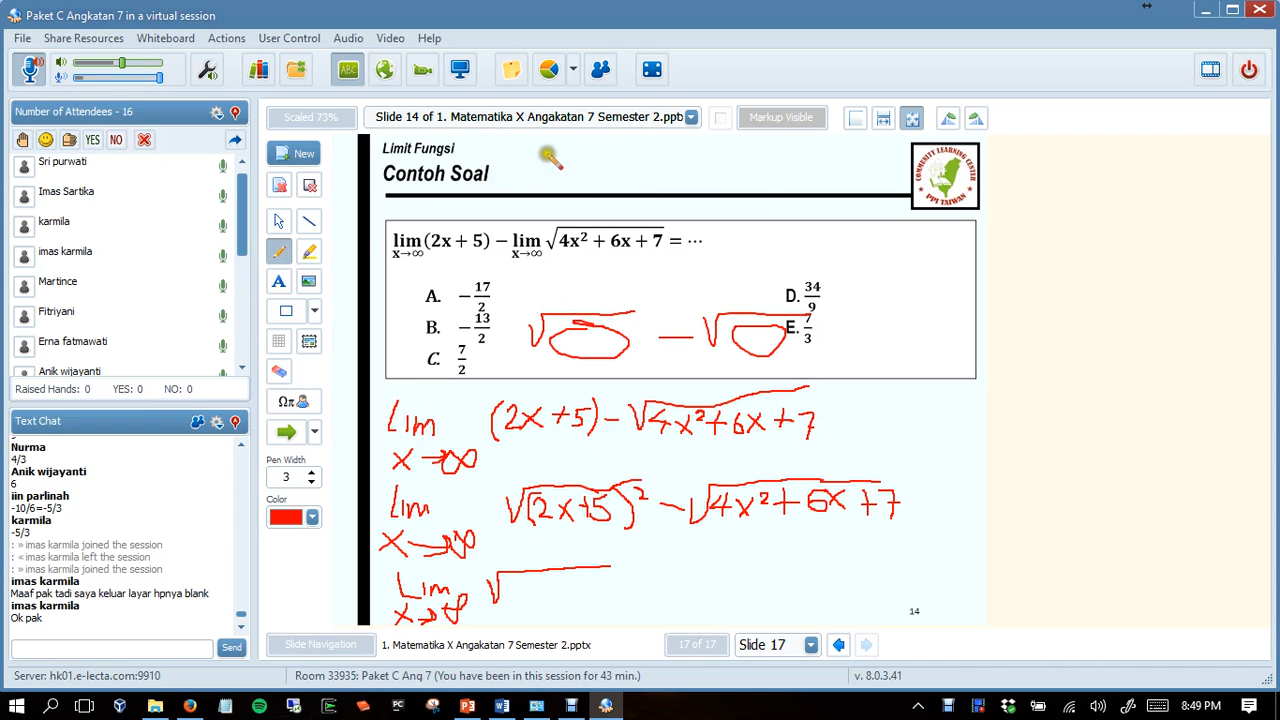 Paket C Angkatan 7 in a virtual session
File Share Resources Whiteboard Actions User Control Audio Video Help
ABC
Number of Attendees - 16
YES NO
Sri purwati
Imas Sartika
karmila
imas karmila
Martince
Fitriyani
Erna fatmawati
Anik wijayanti
Raised Hands: 0 YES: 0 NO: 0
Text Chat
Nurma
4/3
Anik wijayanti
6
iin parlinah
-10/6=-5/3
karmila
-5/3
: » imas karmila joined the session
: « imas karmila left the session
: » imas karmila joined the session
imas karmila
Maaf pak tadi saya keluar layar hpnya blank
imas karmila
Ok pak
Send
Scaled 73%
Slide 14 of 1. Matematika X Angakatan 7 Semester 2.pptx
Markup Visible
New
A
Ωπ
Pen Width
3
Color
Limit Fungsi
Contoh Soal
COMMUNITY LEARNING CENTER
PPI TAIWAN
lim x→∞ (2x + 5) − lim x→∞ √(4x² + 6x + 7) = ⋯
A. −17/2
B. −13/2
C. 7/2
D. 34/9
E. 7/3
√ — √
Lim x→∞ (2x+5) − √(4x²+6x+7)
Lim x→∞ √(2x+5)² − √(4x²+6x+7)
Lim x→∞ √
14
Slide Navigation
1. Matematika X Angakatan 7 Semester 2.pptx
17 of 17
Slide 17
Server: hk01.e-lecta.com:9910
Room 33935: Paket C Ang 7 (You have been in this session for 43 min.)
v. 8.0.3.41
8:49 PM